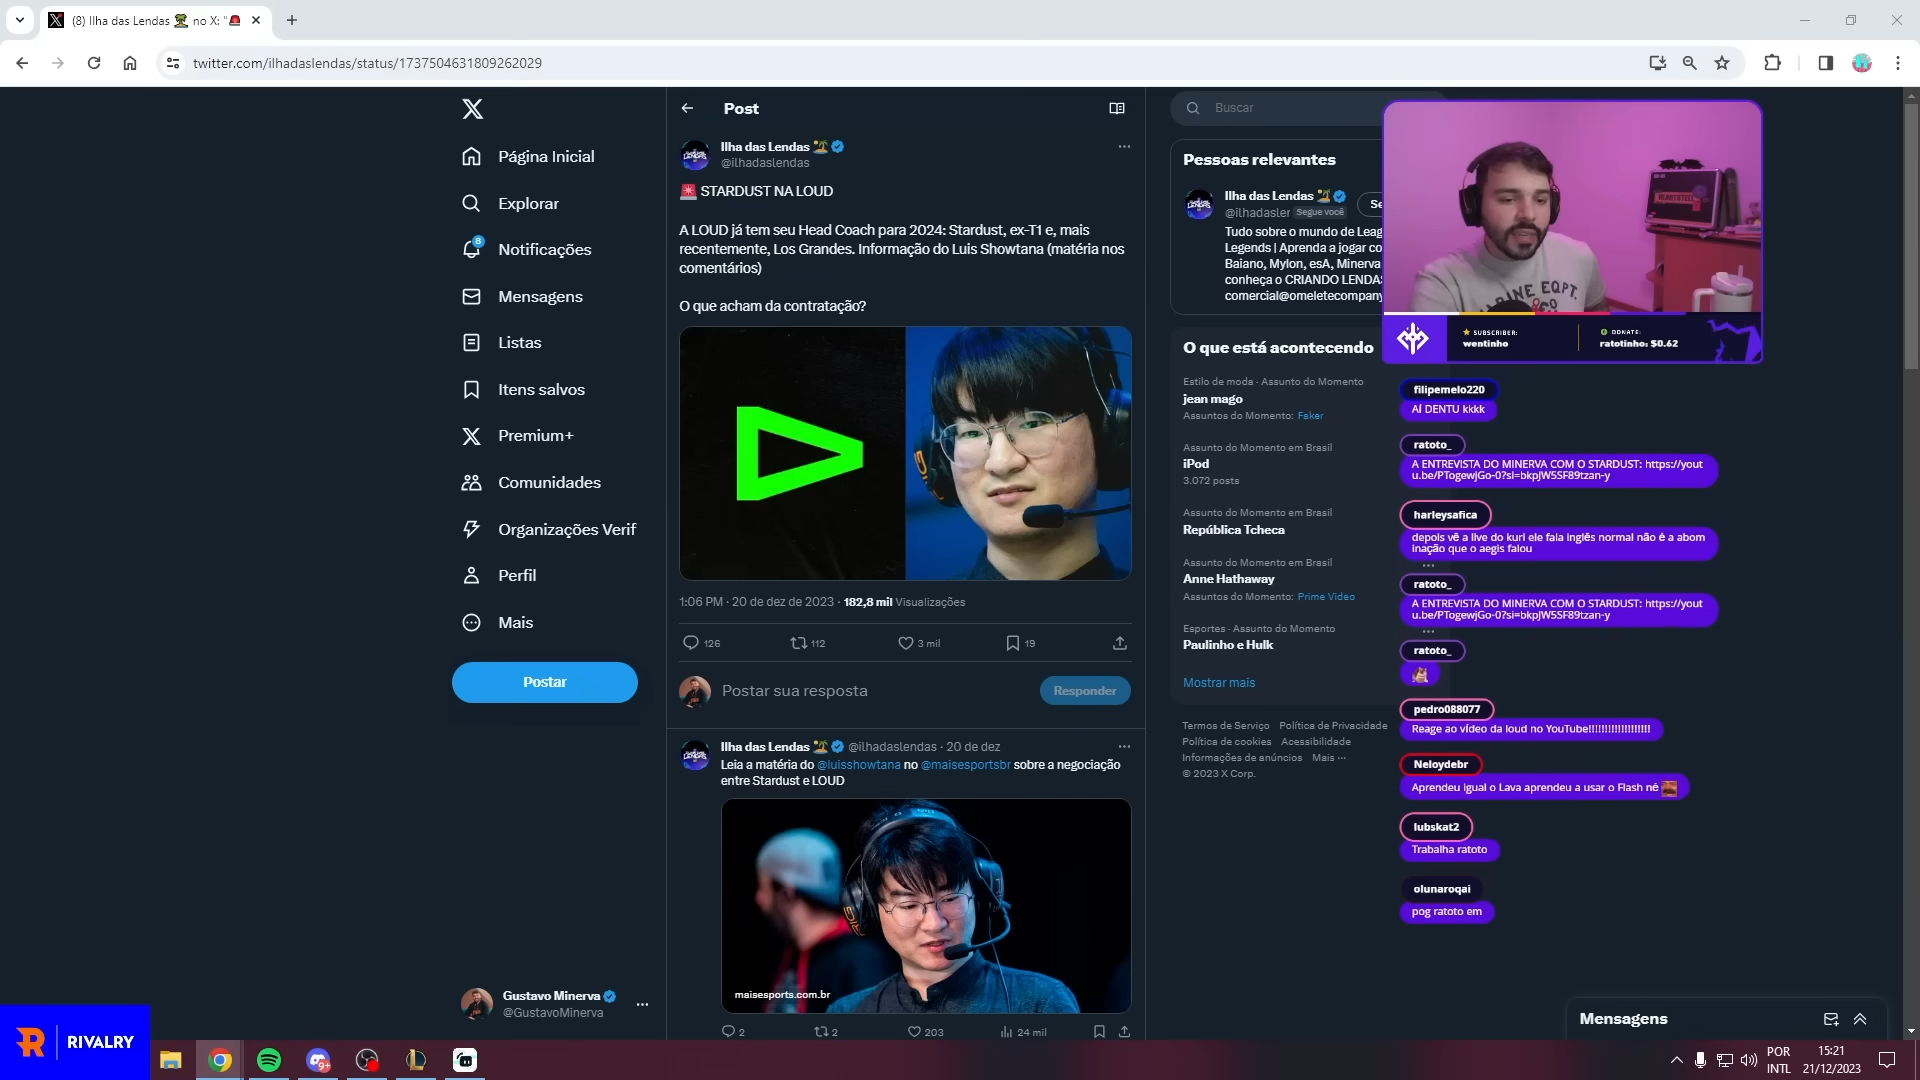 (8) Ilha das Lendas 🏝️ no X: "🚨
twitter.com/ilhadaslendas/status/1737504631809262029
Página Inicial
Explorar
8
Notificações
Mensagens
Listas
Itens salvos
Premium+
Comunidades
Organizações Verif
Perfil
Mais
Postar
Gustavo Minerva
@GustavoMinerva
Post
Ilha das Lendas 🏝️
@ilhadaslendas
🚨 STARDUST NA LOUD
A LOUD já tem seu Head Coach para 2024: Stardust, ex-T1 e, mais
recentemente, Los Grandes. Informação do Luis Showtana (matéria nos
comentários)
O que acham da contratação?
1:06 PM · 20 de dez de 2023 · 182,8 mil Visualizações
126
112
3 mil
19
Postar sua resposta
Responder
Ilha das Lendas 🏝️ @ilhadaslendas · 20 de dez
Leia a matéria do @luisshowtana no @maisesportsbr sobre a negociação
entre Stardust e LOUD
maisesports.com.br
2
2
203
24 mil
Buscar
Pessoas relevantes
Ilha das Lendas 🏝️
@ilhadasler Segue você
Se
Tudo sobre o mundo de Leag
Legends | Aprenda a jogar co
Baiano, Mylon, esA, Minerva
conheça o CRIANDO LENDAS
comercial@omeletecompany
O que está acontecendo
Estilo de moda · Assunto do Momento
jean mago
Assuntos do Momento: Faker
Assunto do Momento em Brasil
iPod
3.072 posts
Assunto do Momento em Brasil
República Tcheca
Assunto do Momento em Brasil
Anne Hathaway
Assuntos do Momento: Prime Video
Esportes · Assunto do Momento
Paulinho e Hulk
Mostrar mais
Termos de Serviço Política de Privacidade
Política de cookies Acessibilidade
Informações de anúncios Mais ···
© 2023 X Corp.
HEARTSTEEL
EQPT.
SUBSCRIBER:
wentinho
DONATE:
ratotinho: $0.62
filipemelo220
AÍ DENTU kkkk
ratoto_
A ENTREVISTA DO MINERVA COM O STARDUST: https://yout
u.be/PTogewjGo-0?si=bkpJW5SF89tzan-y
harleysafica
depois vê a live do kuri ele fala inglês normal não é a abom
inação que o aegis falou
ratoto_
A ENTREVISTA DO MINERVA COM O STARDUST: https://yout
u.be/PTogewjGo-0?si=bkpJW5SF89tzan-y
ratoto_
pedro088077
Reage ao vídeo da loud no YouTube!!!!!!!!!!!!!!!!!!!
Neloydebr
Aprendeu igual o Lava aprendeu a usar o Flash né
lubskat2
Trabalha ratoto
olunaroqai
pog ratoto em
Mensagens
R RIVALRY
9+
POR
INTL
15:21
21/12/2023